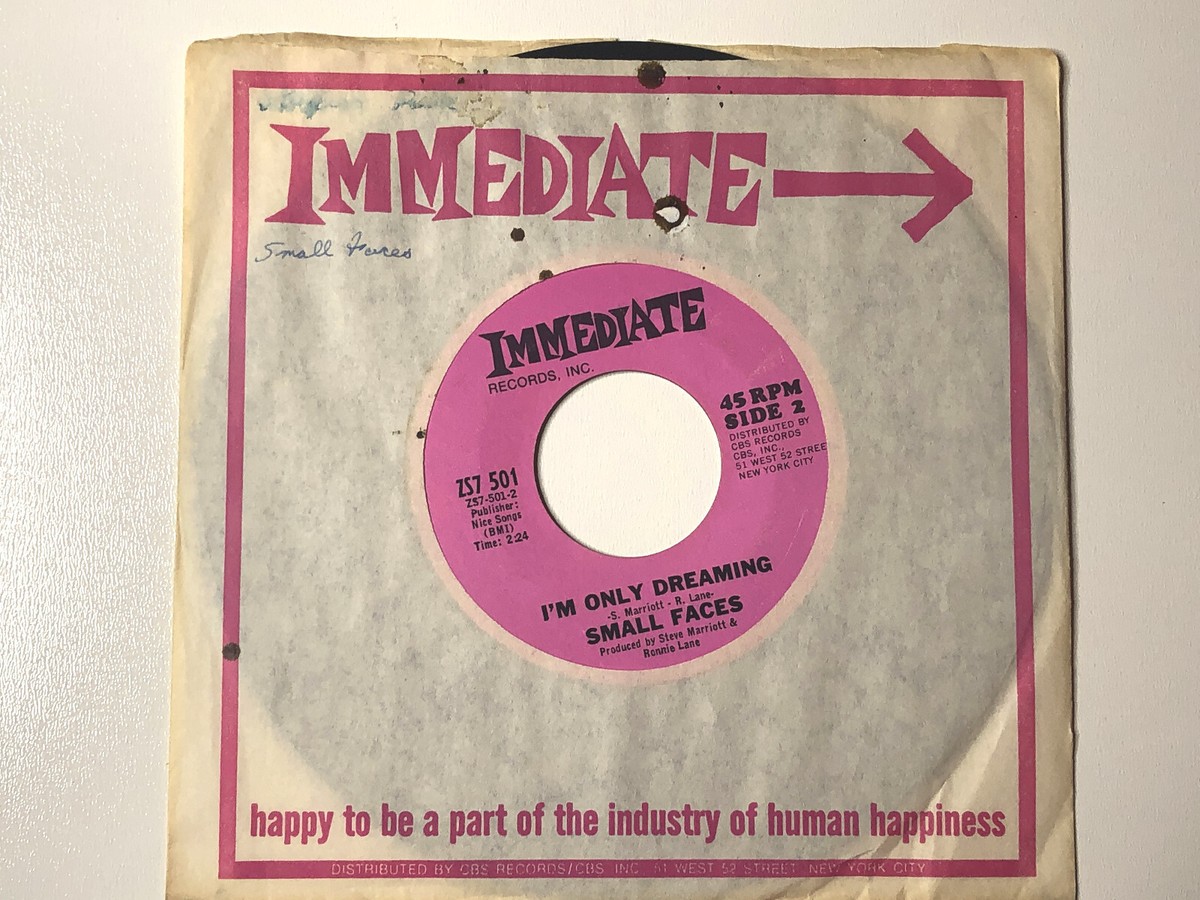 IMMEDIATE
Small Faces
IMMEDIATE
RECORDS, INC.
45 RPM
SIDE 2
DISTRIBUTED BY
CBS RECORDS
CBS, INC.,
51 WEST 52 STREE
NEW YORK CITY
ZS7 501
ZS7-501-2
Publisher:
Nice Songs
(BMI)
Time: 2:24
I'M ONLY DREAMING
-S. Marriott - R. Lane-
SMALL FACES
Produced by Steve Marriott &
Ronnie Lane
happy to be a part of the industry of human happiness
DISTRIBUTED BY CBS RECORDS/CBS INC. 51 WEST 52 STREET, NEW YORK CITY